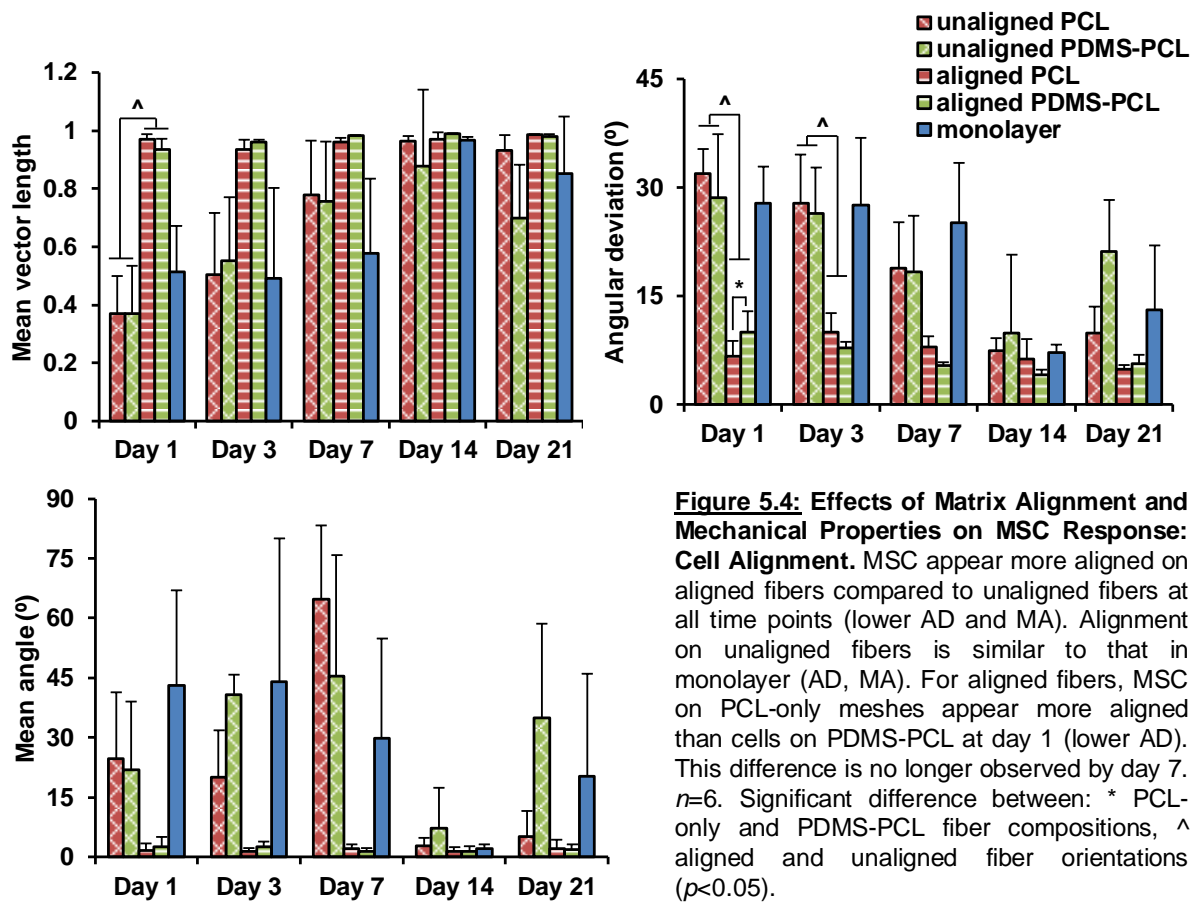 unaligned PCL
unaligned PDMS-PCL
aligned PCL
aligned PDMS-PCL
monolayer
Mean vector length
1.2
1
0.8
0.6
0.4
0.2
0
^
Day 1 Day 3 Day 7 Day 14 Day 21
Angular deviation (º)
45
30
15
0
^ ^
*
Day 1 Day 3 Day 7 Day 14 Day 21
Mean angle (º)
90
75
60
45
30
15
0
Day 1 Day 3 Day 7 Day 14 Day 21
Figure 5.4: Effects of Matrix Alignment and
Mechanical Properties on MSC Response:
Cell Alignment. MSC appear more aligned on
aligned fibers compared to unaligned fibers at
all time points (lower AD and MA). Alignment
on unaligned fibers is similar to that in
monolayer (AD, MA). For aligned fibers, MSC
on PCL-only meshes appear more aligned
than cells on PDMS-PCL at day 1 (lower AD).
This difference is no longer observed by day 7.
n=6. Significant difference between: * PCL-
only and PDMS-PCL fiber compositions, ^
aligned and unaligned fiber orientations
(p<0.05).